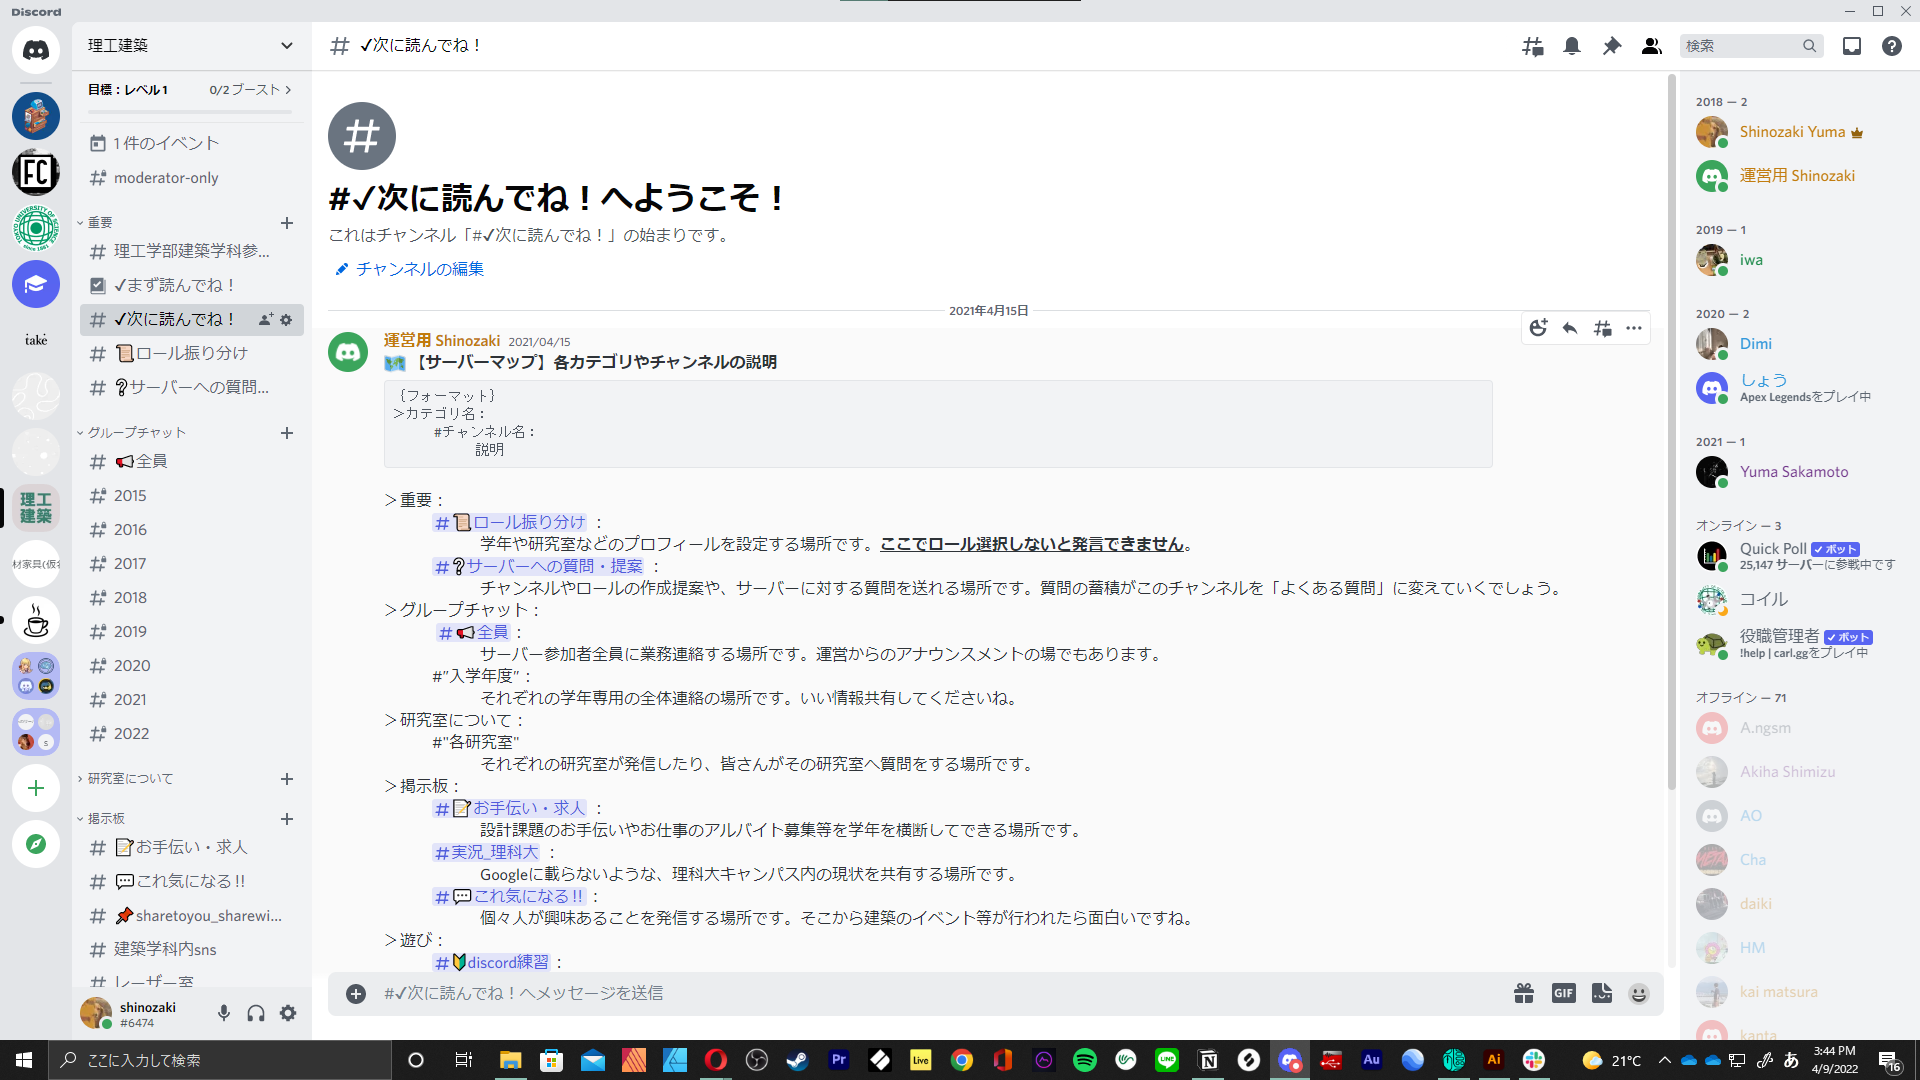 Discord
理工建築
目標：レベル1
0/2 ブースト
1 件のイベント
moderator-only
重要
理工学部建築学科参...
✓まず読んでね！
✓次に読んでね！
📜ロール振り分け
❔サーバーへの質問...
グループチャット
📢全員
2015
2016
2017
2018
2019
2020
2021
2022
研究室について
掲示板
📝お手伝い・求人
💬これ気になる!!
📌sharetoyou_sharewi...
建築学科内sns
レーザー室
shinozaki
#6474
FC
TOKYO UNIVERSITY OF SCIENCE
take
理工
建築
✓次に読んでね！
検索
#✓次に読んでね！へようこそ！
これはチャンネル「#✓次に読んでね！」の始まりです。
チャンネルの編集
2021年4月15日
運営用 Shinozaki 2021/04/15
🗺️【サーバーマップ】各カテゴリやチャンネルの説明
｛フォーマット｝
＞カテゴリ名：
#チャンネル名：
説明
＞重要：
#📜ロール振り分け ：
学年や研究室などのプロフィールを設定する場所です。ここでロール選択しないと発言できません。
#❔サーバーへの質問・提案 ：
チャンネルやロールの作成提案や、サーバーに対する質問を送れる場所です。質問の蓄積がこのチャンネルを「よくある質問」に変えていくでしょう。
＞グループチャット：
#📢全員 ：
サーバー参加者全員に業務連絡する場所です。運営からのアナウンスメントの場でもあります。
#”入学年度”：
それぞれの学年専用の全体連絡の場所です。いい情報共有してくださいね。
＞研究室について：
#"各研究室"
それぞれの研究室が発信したり、皆さんがその研究室へ質問をする場所です。
＞掲示板：
#📝お手伝い・求人 ：
設計課題のお手伝いやお仕事のアルバイト募集等を学年を横断してできる場所です。
#実況_理科大 ：
Googleに載らないような、理科大キャンパス内の現状を共有する場所です。
#💬これ気になる!! ：
個々人が興味あることを発信する場所です。そこから建築のイベント等が行われたら面白いですね。
＞遊び：
#🔰discord練習 ：
#✓次に読んでね！へメッセージを送信
GIF
2018 — 2
Shinozaki Yuma
運営用 Shinozaki
2019 — 1
iwa
2020 — 2
Dimi
しょう
Apex Legendsをプレイ中
2021 — 1
Yuma Sakamoto
オンライン — 3
Quick Poll ✓ボット
25,147 サーバーに参戦中です
コイル
役職管理者 ✓ボット
!help | carl.ggをプレイ中
オフライン — 71
A.ngsm
Akiha Shimizu
AO
Cha
daiki
HM
kai matsura
kanta
ここに入力して検索
Pr
Live
LINE
Au
Ai
21°C
あ
3:44 PM
4/9/2022
16